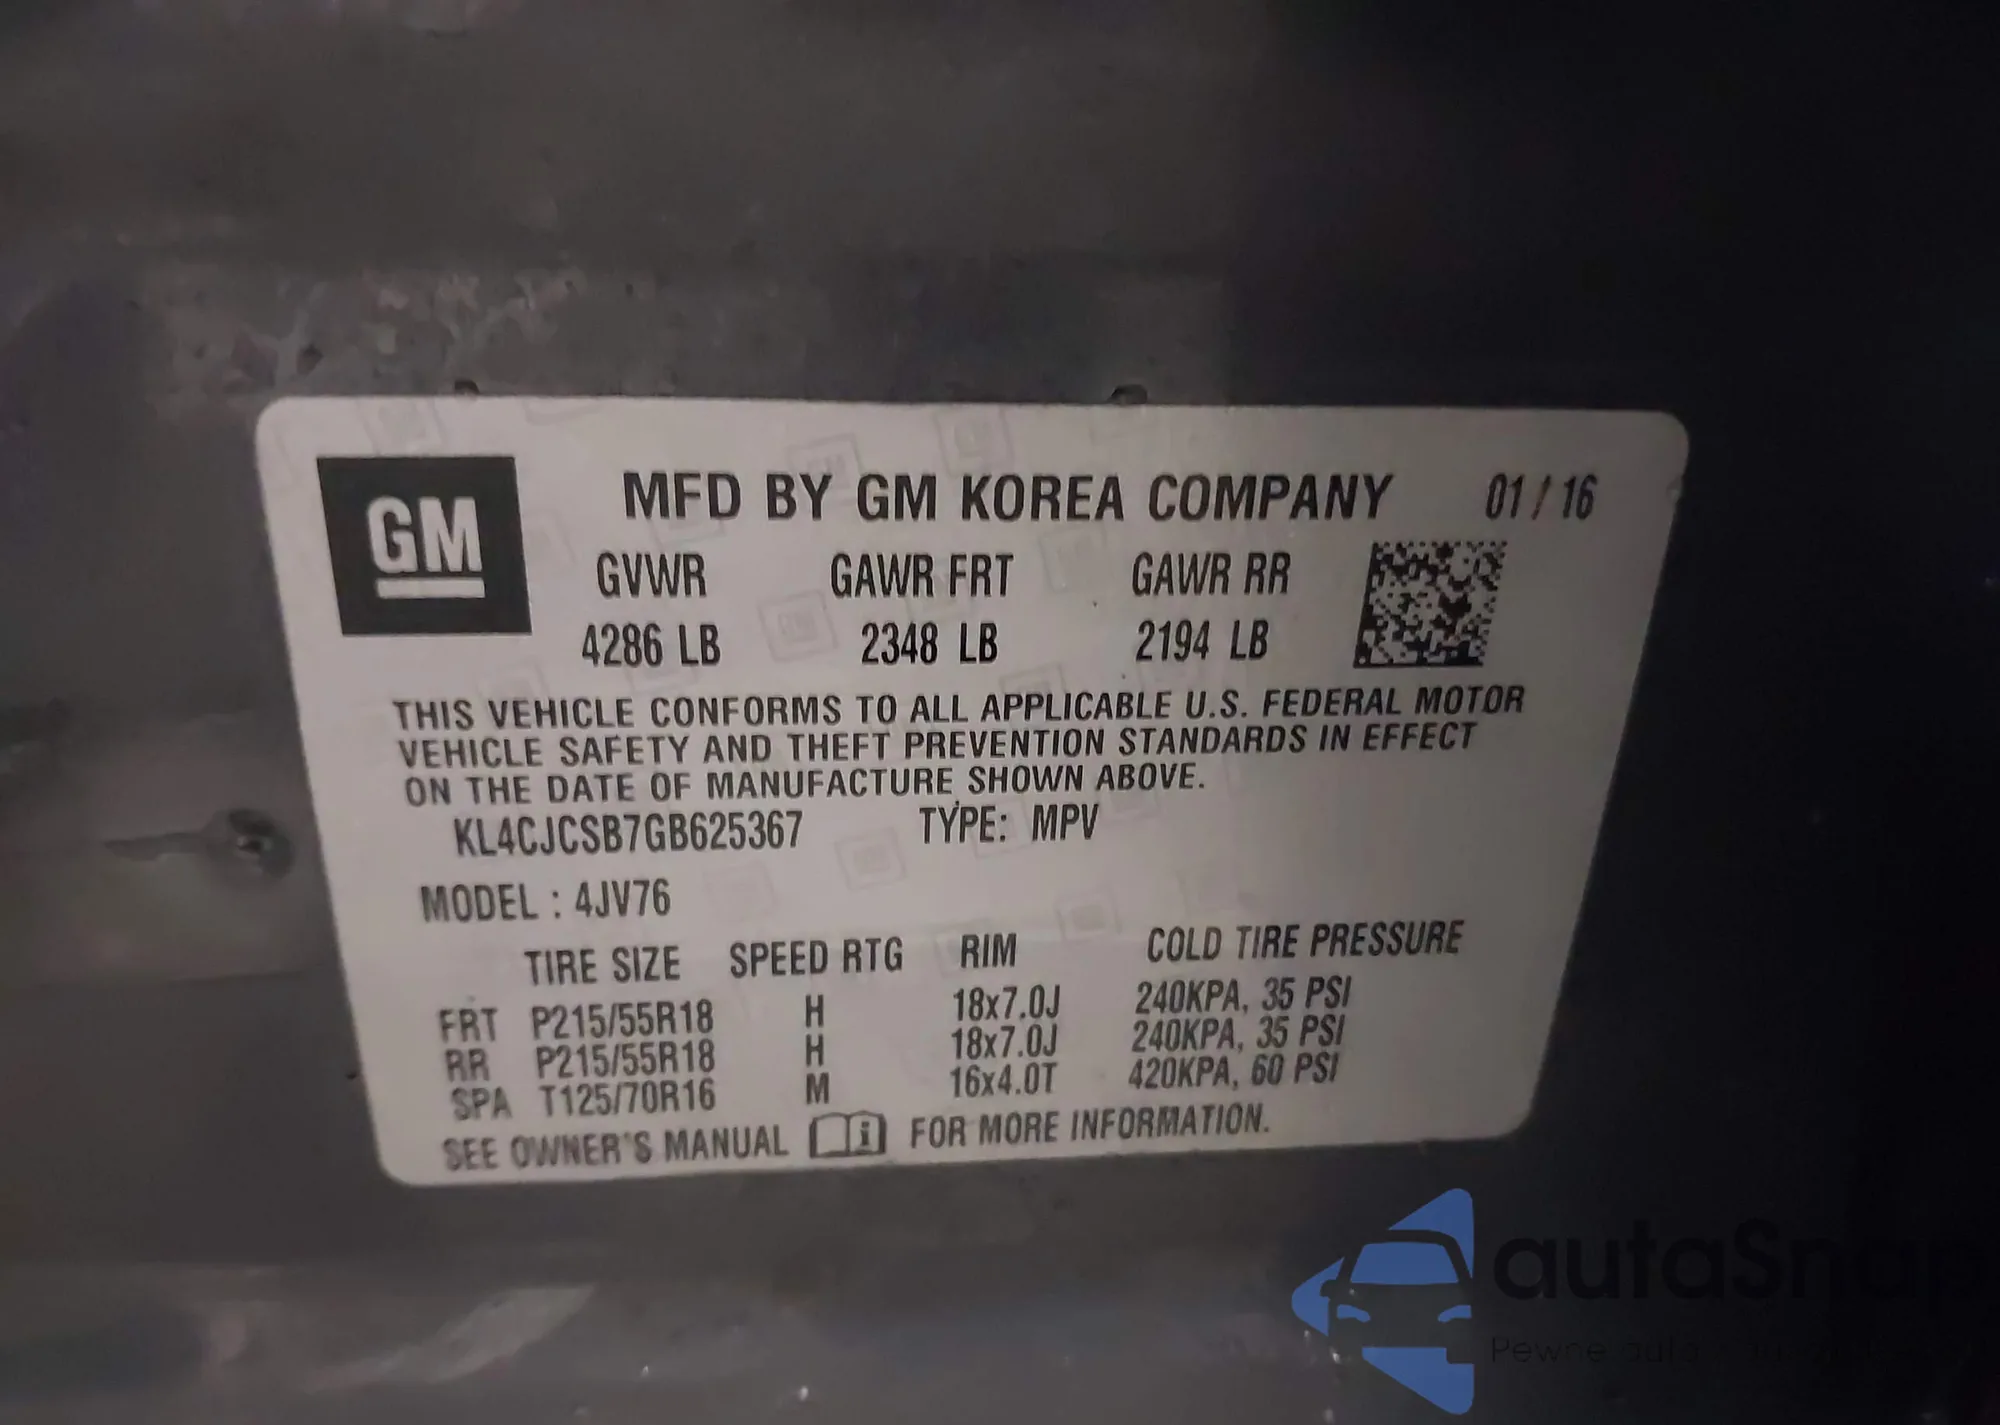 GM
MFD BY GM KOREA COMPANY 01/16
GVWR GAWR FRT GAWR RR
4286 LB 2348 LB 2194 LB
THIS VEHICLE CONFORMS TO ALL APPLICABLE U.S. FEDERAL MOTOR
VEHICLE SAFETY AND THEFT PREVENTION STANDARDS IN EFFECT
ON THE DATE OF MANUFACTURE SHOWN ABOVE.
KL4CJCSB7GB625367 TYPE: MPV
MODEL : 4JV76
TIRE SIZE SPEED RTG RIM COLD TIRE PRESSURE
FRT P215/55R18 H 18x7.0J 240KPA, 35 PSI
RR P215/55R18 H 18x7.0J 240KPA, 35 PSI
SPA T125/70R16 M 16x4.0T 420KPA, 60 PSI
SEE OWNER'S MANUAL FOR MORE INFORMATION.
autaSnap
Pewne auto